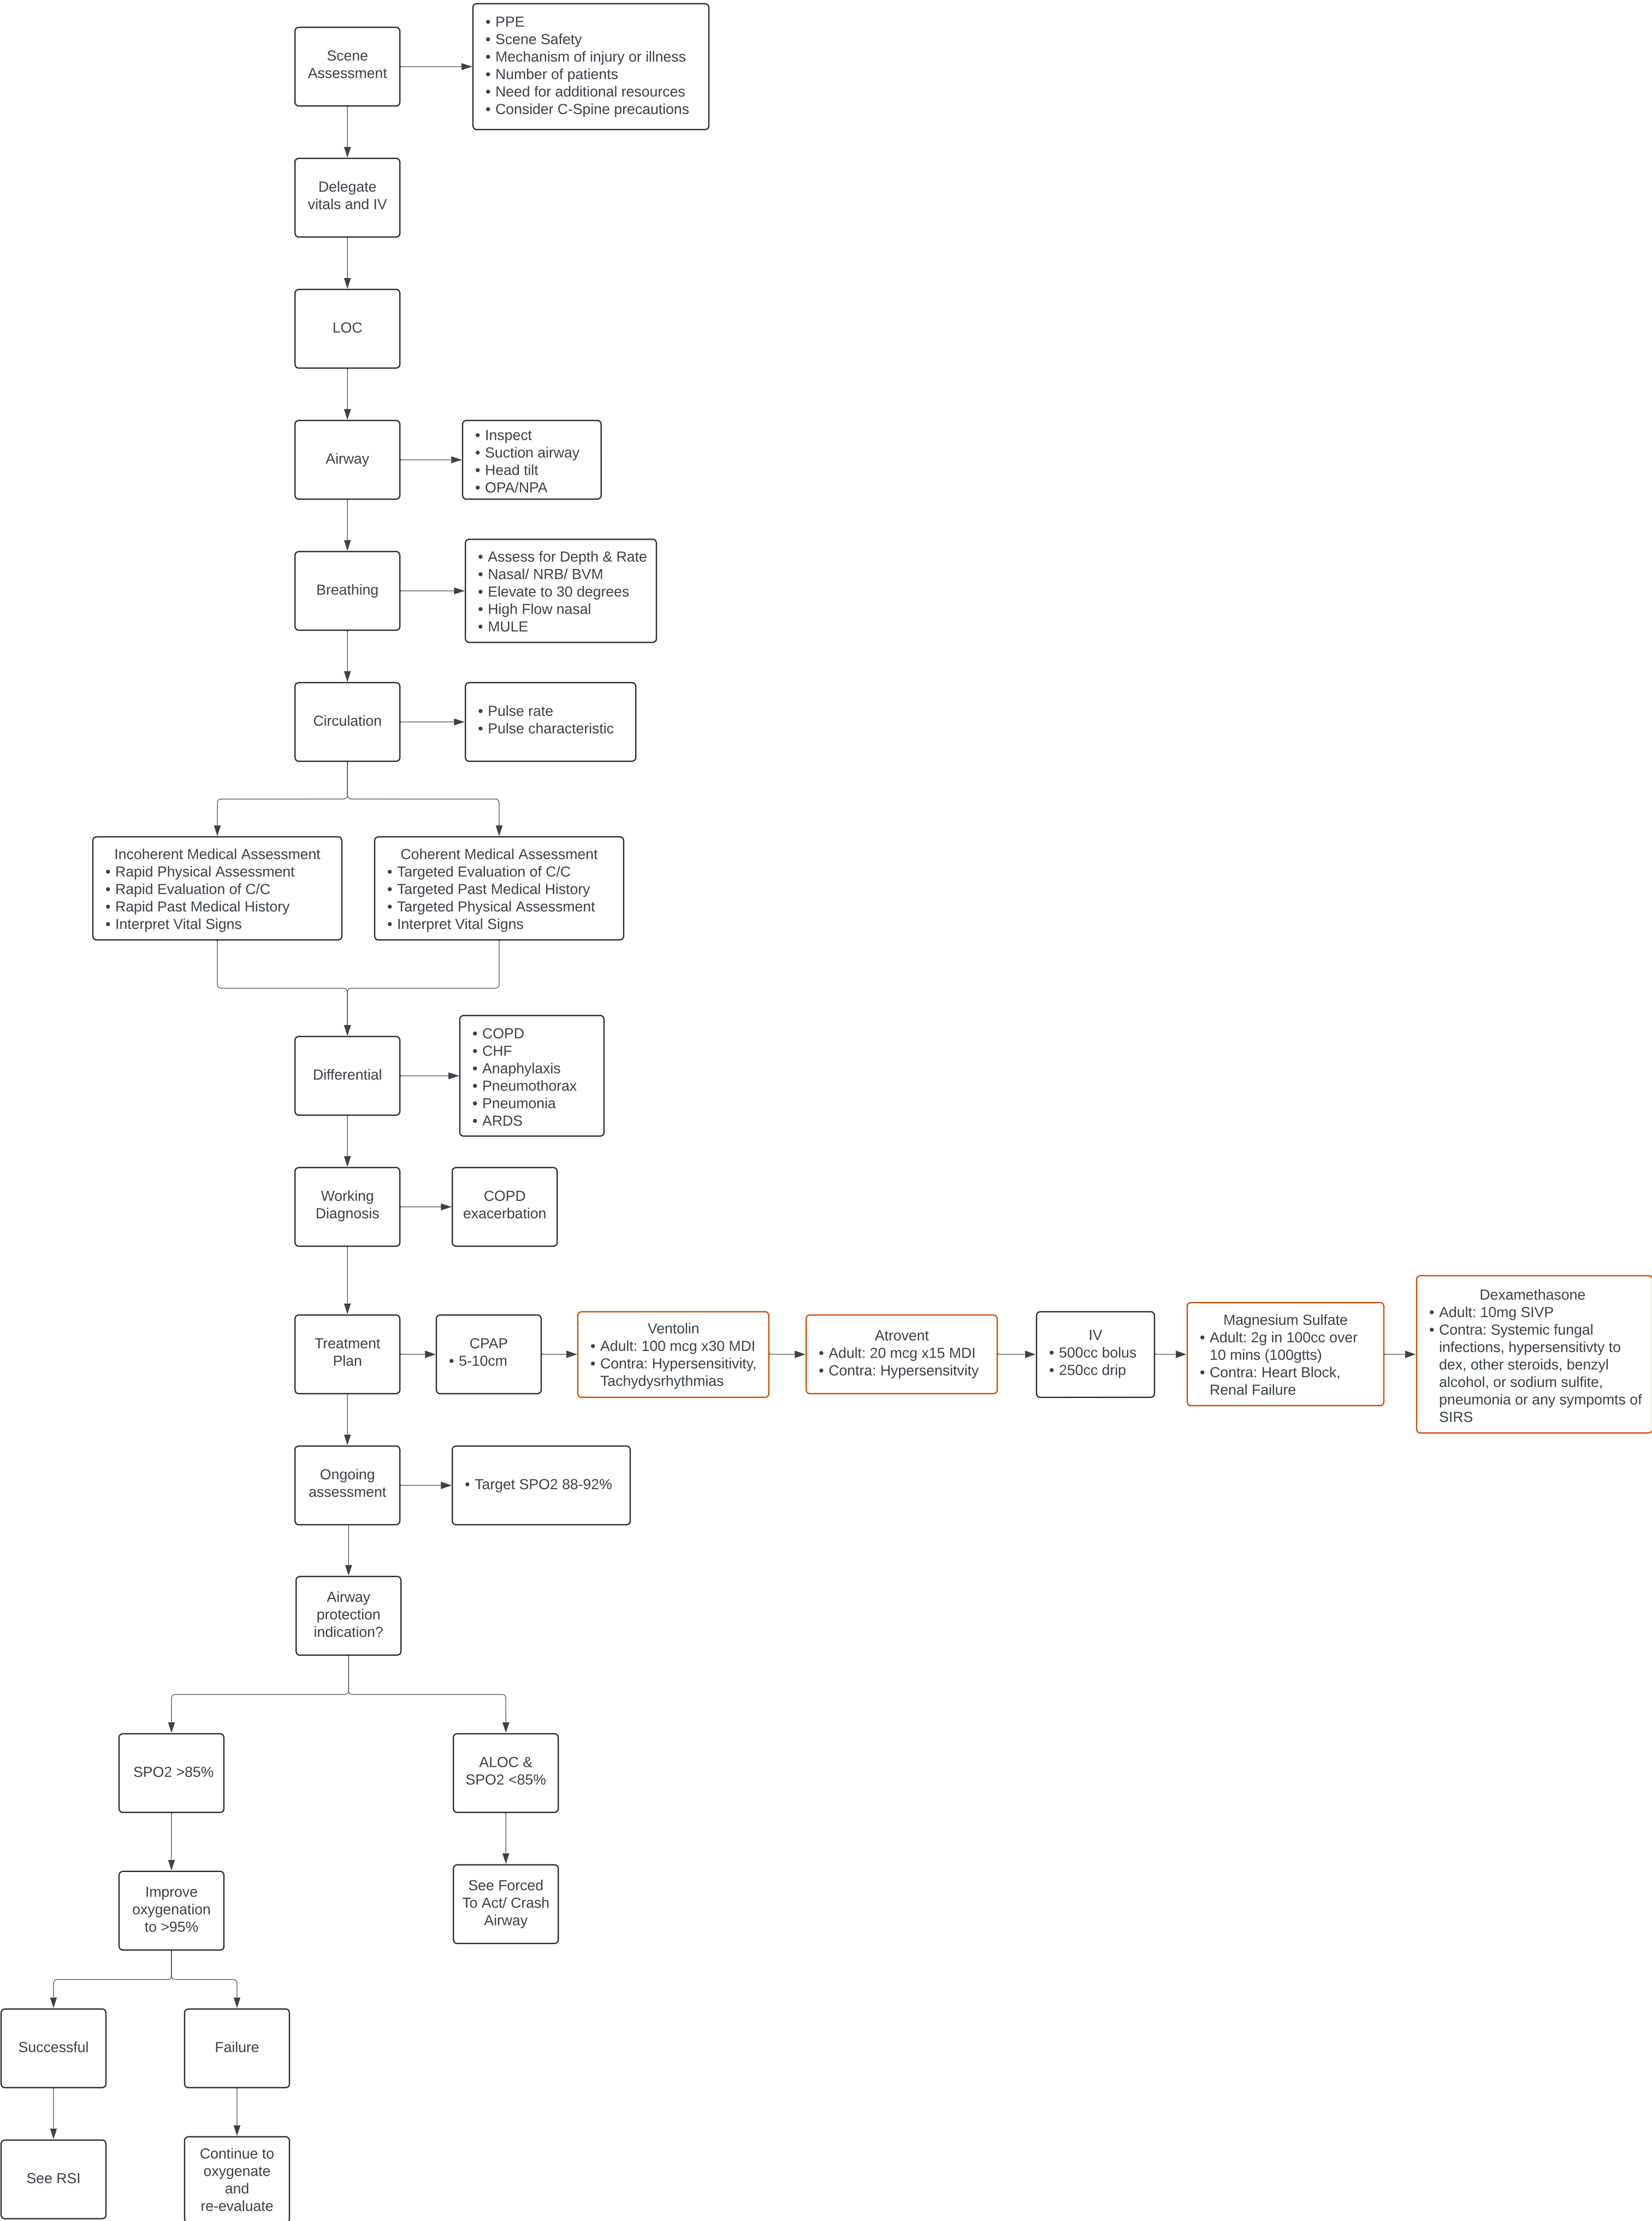 Scene
Assessment
• PPE
• Scene Safety
• Mechanism of injury or illness
• Number of patients
• Need for additional resources
• Consider C-Spine precautions
Delegate
vitals and IV
LOC
Airway
• Inspect
• Suction airway
• Head tilt
• OPA/NPA
Breathing
• Assess for Depth & Rate
• Nasal/ NRB/ BVM
• Elevate to 30 degrees
• High Flow nasal
• MULE
Circulation
• Pulse rate
• Pulse characteristic
Incoherent Medical Assessment
• Rapid Physical Assessment
• Rapid Evaluation of C/C
• Rapid Past Medical History
• Interpret Vital Signs
Coherent Medical Assessment
• Targeted Evaluation of C/C
• Targeted Past Medical History
• Targeted Physical Assessment
• Interpret Vital Signs
Differential
• COPD
• CHF
• Anaphylaxis
• Pneumothorax
• Pneumonia
• ARDS
Working
Diagnosis
COPD
exacerbation
Treatment
Plan
CPAP
• 5-10cm
Ventolin
• Adult: 100 mcg x30 MDI
• Contra: Hypersensitivity,
Tachydysrhythmias
Atrovent
• Adult: 20 mcg x15 MDI
• Contra: Hypersensitvity
IV
• 500cc bolus
• 250cc drip
Magnesium Sulfate
• Adult: 2g in 100cc over
10 mins (100gtts)
• Contra: Heart Block,
Renal Failure
Dexamethasone
• Adult: 10mg SIVP
• Contra: Systemic fungal
infections, hypersensitivty to
dex, other steroids, benzyl
alcohol, or sodium sulfite,
pneumonia or any sympomts of
SIRS
Ongoing
assessment
• Target SPO2 88-92%
Airway
protection
indication?
SPO2 >85%
ALOC &
SPO2 <85%
Improve
oxygenation
to >95%
See Forced
To Act/ Crash
Airway
Successful
Failure
See RSI
Continue to
oxygenate
and
re-evaluate